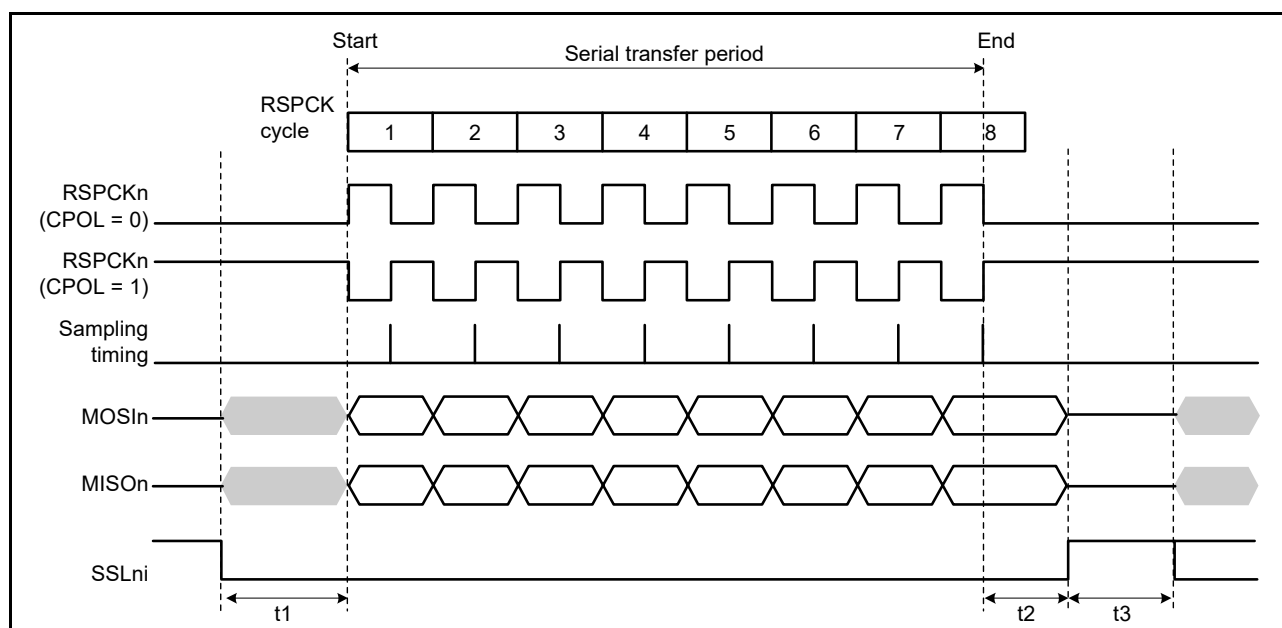 Start End
Serial transfer period
RSPCK
cycle
1 2 3 4 5 6 7 8
RSPCKn
(CPOL = 0)
RSPCKn
(CPOL = 1)
Sampling
timing
MOSIn
MISOn
SSLni
t1 t2 t3